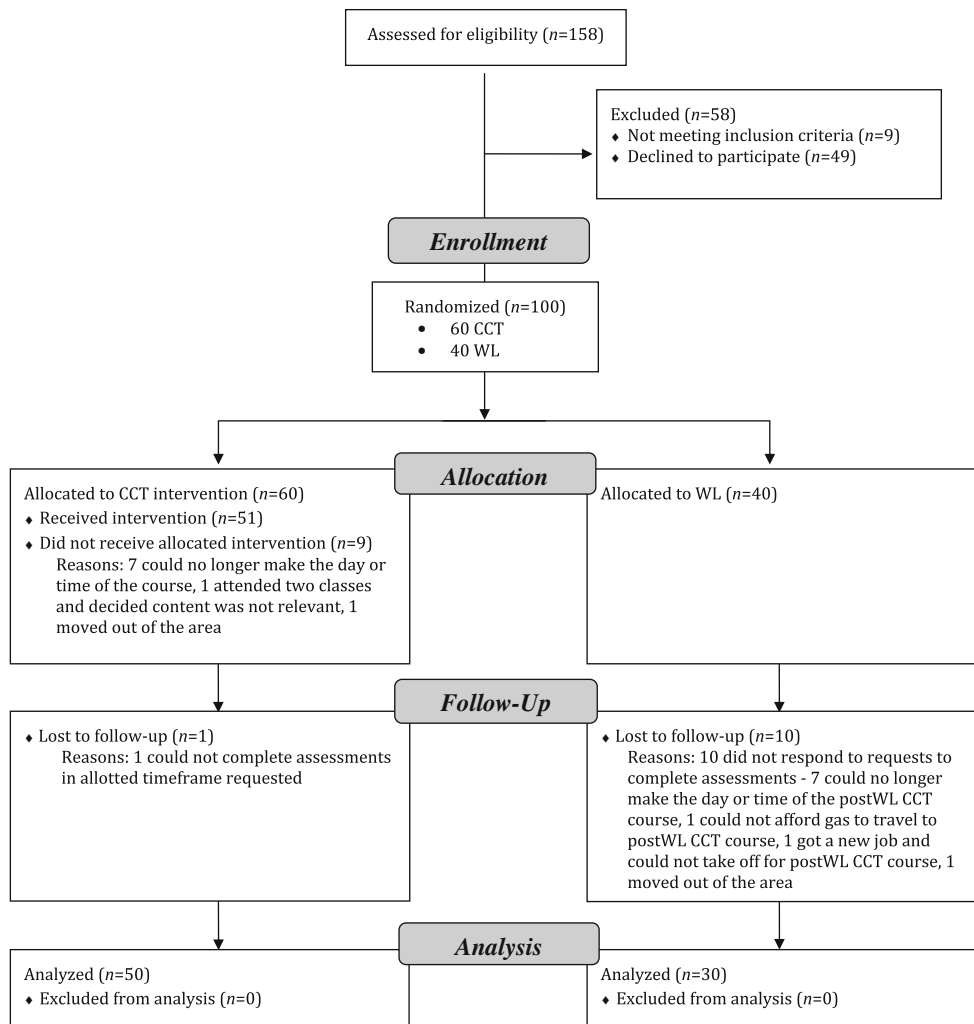 Assessed for eligibility (n=158)
Excluded (n=58)
♦ Not meeting inclusion criteria (n=9)
♦ Declined to participate (n=49)
Enrollment
Randomized (n=100)
• 60 CCT
• 40 WL
Allocation
Allocated to CCT intervention (n=60)
♦ Received intervention (n=51)
♦ Did not receive allocated intervention (n=9)
Reasons: 7 could no longer make the day or
time of the course, 1 attended two classes
and decided content was not relevant, 1
moved out of the area
Allocated to WL (n=40)
Follow-Up
♦ Lost to follow-up (n=1)
Reasons: 1 could not complete assessments
in allotted timeframe requested
♦ Lost to follow-up (n=10)
Reasons: 10 did not respond to requests to
complete assessments - 7 could no longer
make the day or time of the postWL CCT
course, 1 could not afford gas to travel to
postWL CCT course, 1 got a new job and
could not take off for postWL CCT course, 1
moved out of the area
Analysis
Analyzed (n=50)
♦ Excluded from analysis (n=0)
Analyzed (n=30)
♦ Excluded from analysis (n=0)